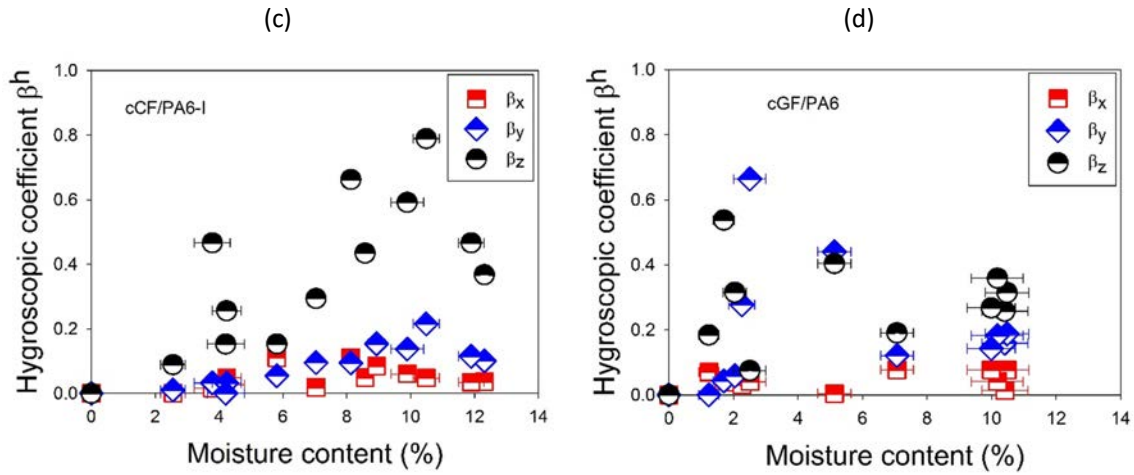 (c)
(d)
Hygroscopic coefficient βʰ
1.0
0.8
0.6
0.4
0.2
0.0
cCF/PA6-I
βx
βy
βz
0 2 4 6 8 10 12 14
Moisture content (%)
Hygroscopic coefficient βʰ
1.0
0.8
0.6
0.4
0.2
0.0
cGF/PA6
βx
βy
βz
0 2 4 6 8 10 12 14
Moisture content (%)